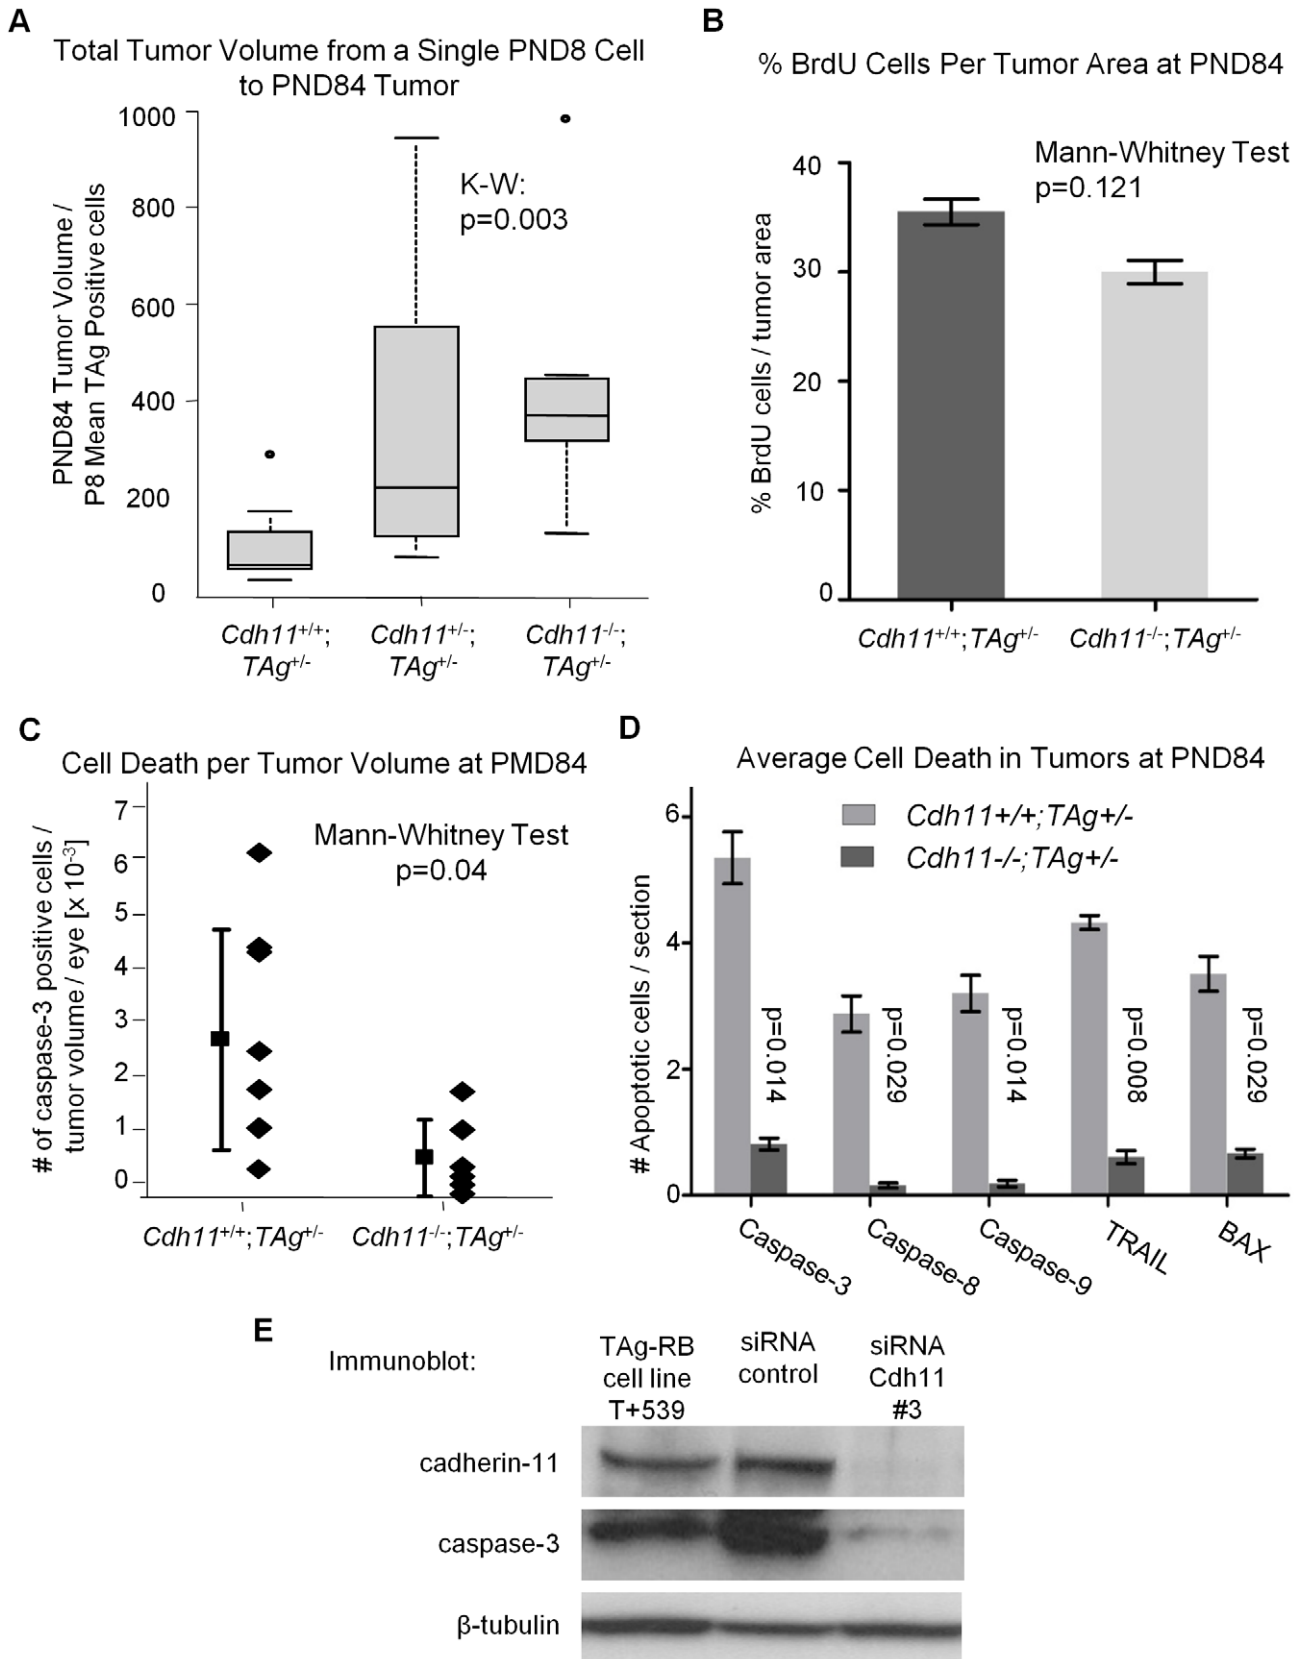 A
Total Tumor Volume from a Single PND8 Cell
to PND84 Tumor
PND84 Tumor Volume /
P8 Mean TAg Positive cells
1000
800
600
400
200
0
K-W:
p=0.003
Cdh11+/+;
TAg+/-
Cdh11+/-;
TAg+/-
Cdh11-/-;
TAg+/-
B
% BrdU Cells Per Tumor Area at PND84
% BrdU cells / tumor area
40
30
20
10
0
Mann-Whitney Test
p=0.121
Cdh11+/+;TAg+/-
Cdh11-/-;TAg+/-
C
Cell Death per Tumor Volume at PMD84
# of caspase-3 positive cells /
tumor volume / eye [x 10-3]
7
6
5
4
3
2
1
0
Mann-Whitney Test
p=0.04
Cdh11+/+;TAg+/-
Cdh11-/-;TAg+/-
D
Average Cell Death in Tumors at PND84
# Apoptotic cells / section
6
4
2
0
Cdh11+/+;TAg+/-
Cdh11-/-;TAg+/-
p=0.014
p=0.029
p=0.014
p=0.008
p=0.029
Caspase-3
Caspase-8
Caspase-9
TRAIL
BAX
E
Immunoblot:
TAg-RB
cell line
T+539
siRNA
control
siRNA
Cdh11
#3
cadherin-11
caspase-3
β-tubulin